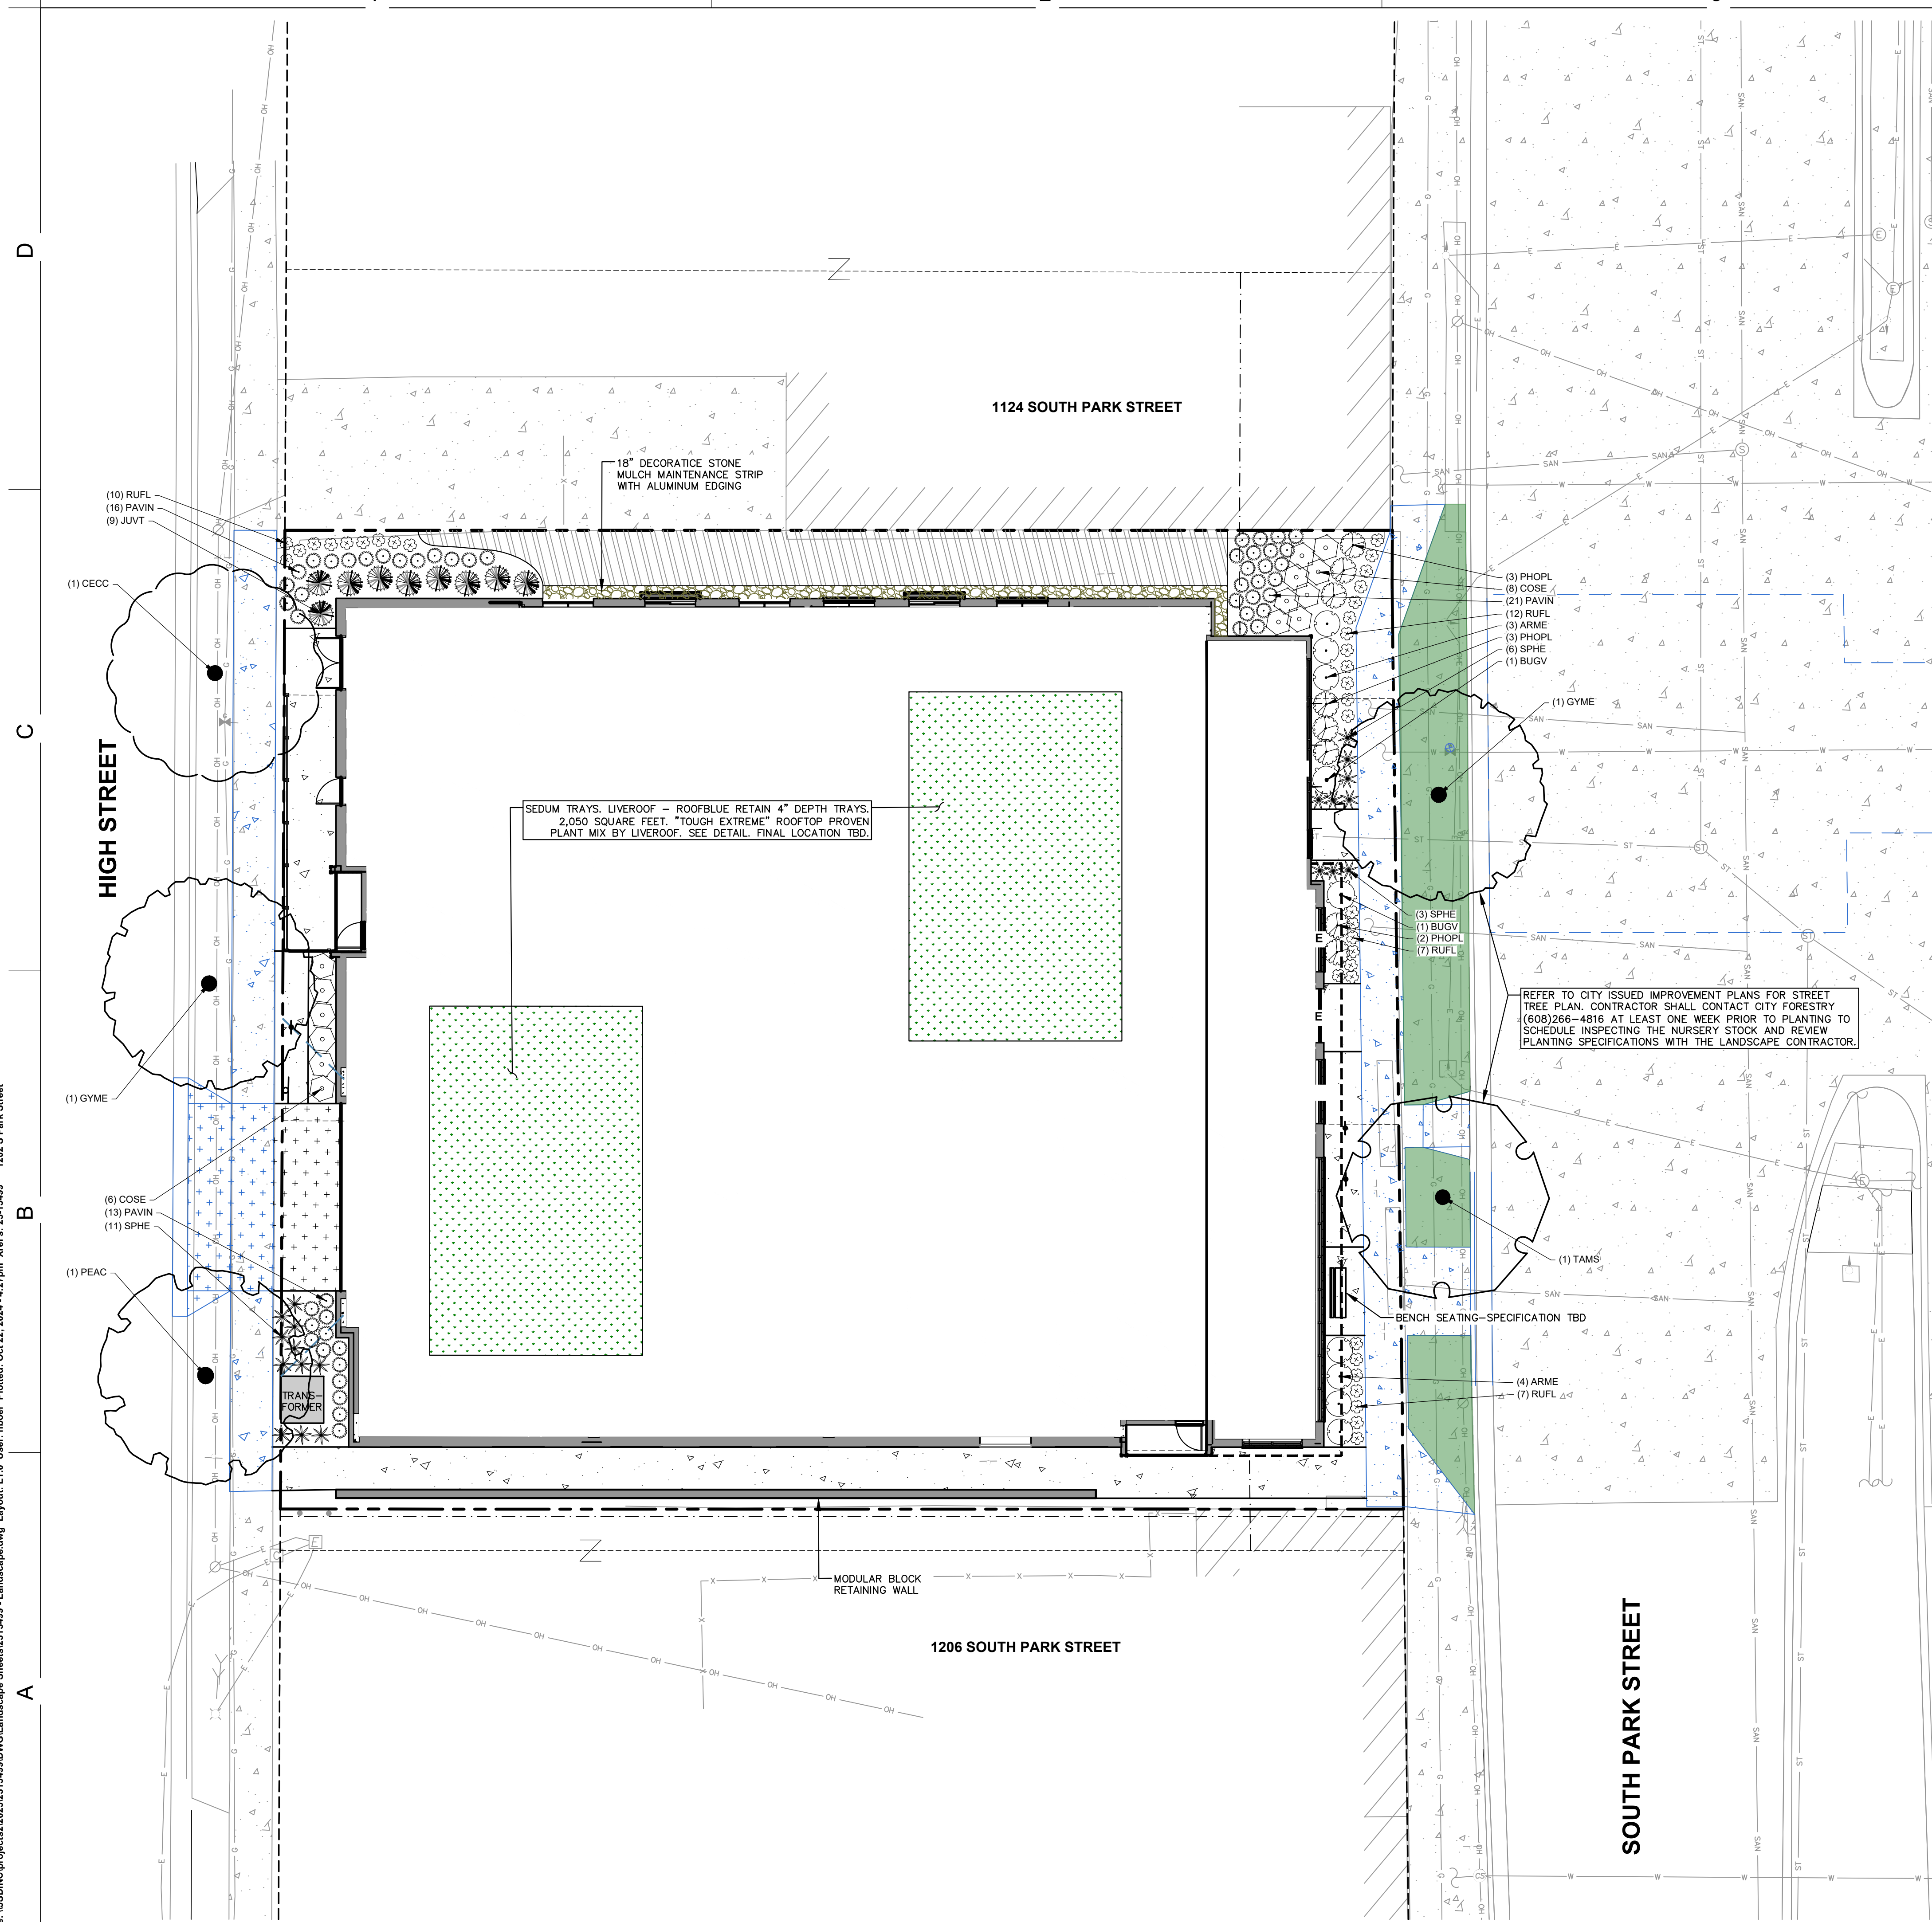 D
C
B
A
1124 SOUTH PARK STREET
18" DECORATICE STONE
MULCH MAINTENANCE STRIP
WITH ALUMINUM EDGING
(10) RUFL
(16) PAVIN
(9) JUVT
(1) CECC
HIGH STREET
(3) PHOPL
(8) COSE
(21) PAVIN
(12) RUFL
(3) ARME
(3) PHOPL
(6) SPHE
(1) BUGV
(1) GYME
SEDUM TRAYS. LIVEROOF – ROOFBLUE RETAIN 4" DEPTH TRAYS.
2,050 SQUARE FEET. "TOUGH EXTREME" ROOFTOP PROVEN
PLANT MIX BY LIVEROOF. SEE DETAIL. FINAL LOCATION TBD.
(3) SPHE
(1) BUGV
(2) PHOPL
(7) RUFL
E
E
REFER TO CITY ISSUED IMPROVEMENT PLANS FOR STREET
TREE PLAN. CONTRACTOR SHALL CONTACT CITY FORESTRY
(608)266–4816 AT LEAST ONE WEEK PRIOR TO PLANTING TO
SCHEDULE INSPECTING THE NURSERY STOCK AND REVIEW
PLANTING SPECIFICATIONS WITH THE LANDSCAPE CONTRACTOR.
(1) GYME
(6) COSE
(13) PAVIN
(11) SPHE
(1) PEAC
TRANS–
FORMER
(1) TAMS
BENCH SEATING–SPECIFICATION TBD
(4) ARME
(7) RUFL
MODULAR BLOCK
RETAINING WALL
1206 SOUTH PARK STREET
SOUTH PARK STREET